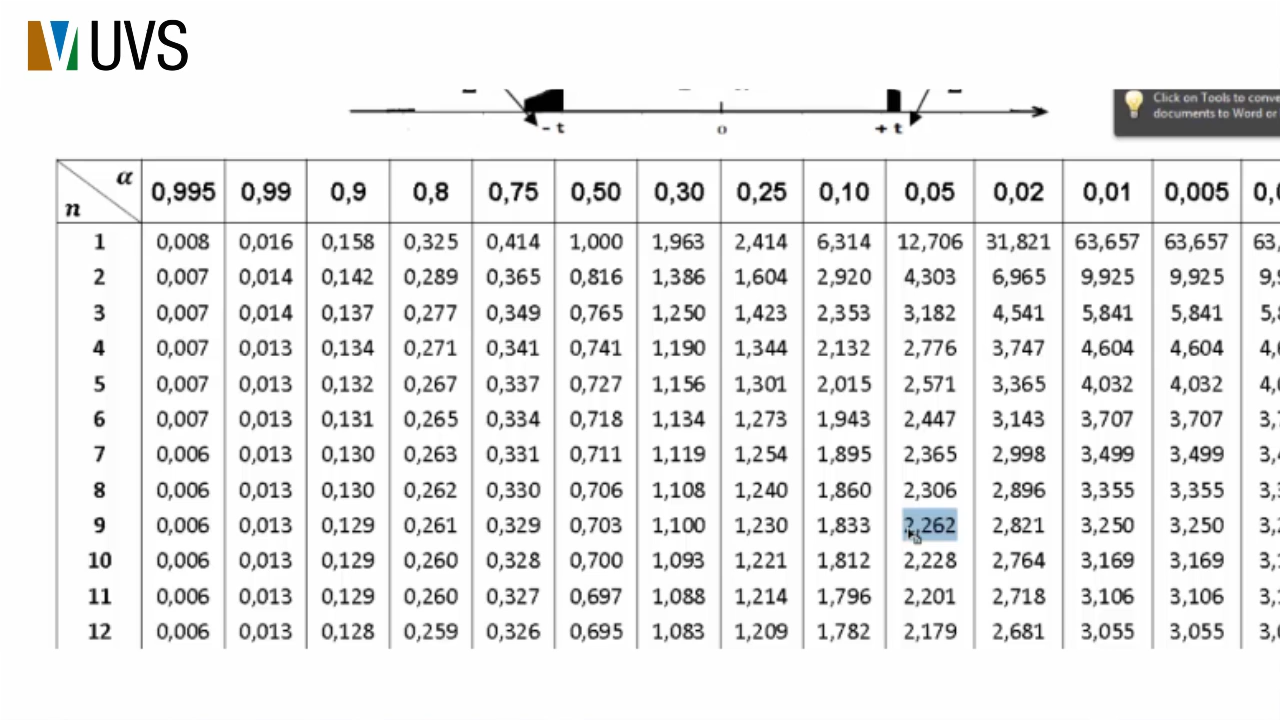 UVS
Click on Tools to conve
documents to Word or
- t
0
+ t
α 0,995 0,99 0,9 0,8 0,75 0,50 0,30 0,25 0,10 0,05 0,02 0,01 0,005
n
1 0,008 0,016 0,158 0,325 0,414 1,000 1,963 2,414 6,314 12,706 31,821 63,657 63,657 63,
2 0,007 0,014 0,142 0,289 0,365 0,816 1,386 1,604 2,920 4,303 6,965 9,925 9,925
3 0,007 0,014 0,137 0,277 0,349 0,765 1,250 1,423 2,353 3,182 4,541 5,841 5,841
4 0,007 0,013 0,134 0,271 0,341 0,741 1,190 1,344 2,132 2,776 3,747 4,604 4,604
5 0,007 0,013 0,132 0,267 0,337 0,727 1,156 1,301 2,015 2,571 3,365 4,032 4,032
6 0,007 0,013 0,131 0,265 0,334 0,718 1,134 1,273 1,943 2,447 3,143 3,707 3,707
7 0,006 0,013 0,130 0,263 0,331 0,711 1,119 1,254 1,895 2,365 2,998 3,499 3,499
8 0,006 0,013 0,130 0,262 0,330 0,706 1,108 1,240 1,860 2,306 2,896 3,355 3,355
9 0,006 0,013 0,129 0,261 0,329 0,703 1,100 1,230 1,833 2,262 2,821 3,250 3,250
10 0,006 0,013 0,129 0,260 0,328 0,700 1,093 1,221 1,812 2,228 2,764 3,169 3,169
11 0,006 0,013 0,129 0,260 0,327 0,697 1,088 1,214 1,796 2,201 2,718 3,106 3,106
12 0,006 0,013 0,128 0,259 0,326 0,695 1,083 1,209 1,782 2,179 2,681 3,055 3,055